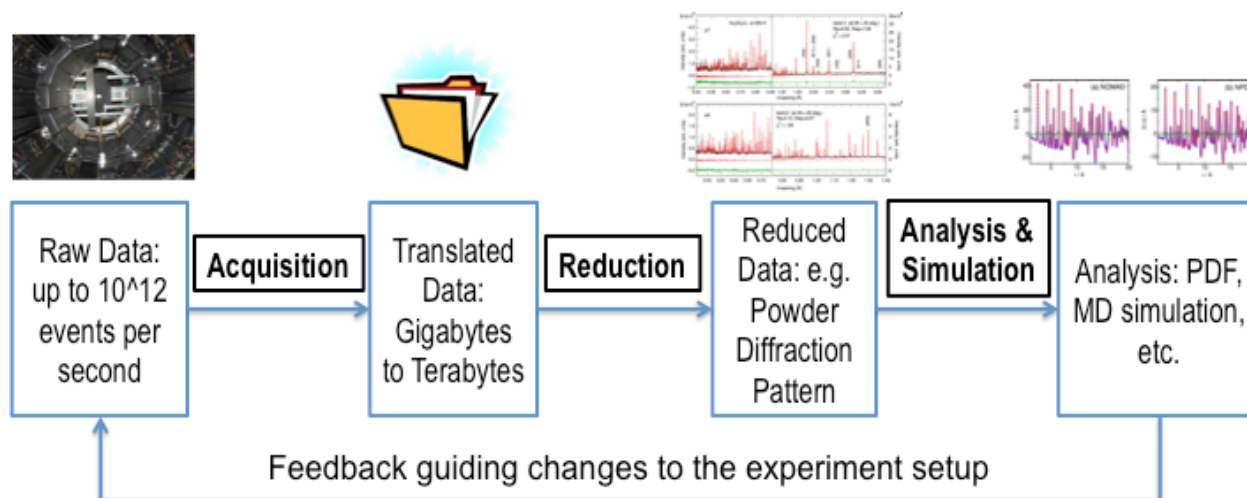 (a) NOMAD
Raw Data:
up to 10^12
events per
second
Acquisition
Translated
Data:
Gigabytes
to Terabytes
Reduction
Reduced
Data: e.g.
Powder
Diffraction
Pattern
Analysis &
Simulation
Analysis: PDF,
MD simulation,
etc.
Feedback guiding changes to the experiment setup